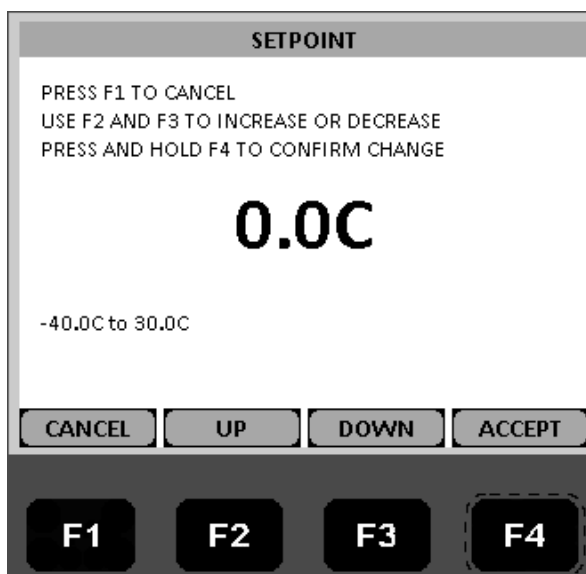 SETPOINT
PRESS F1 TO CANCEL
USE F2 AND F3 TO INCREASE OR DECREASE
PRESS AND HOLD F4 TO CONFIRM CHANGE
0.0C
-40.0C to 30.0C
CANCEL UP DOWN ACCEPT
F1 F2 F3 F4